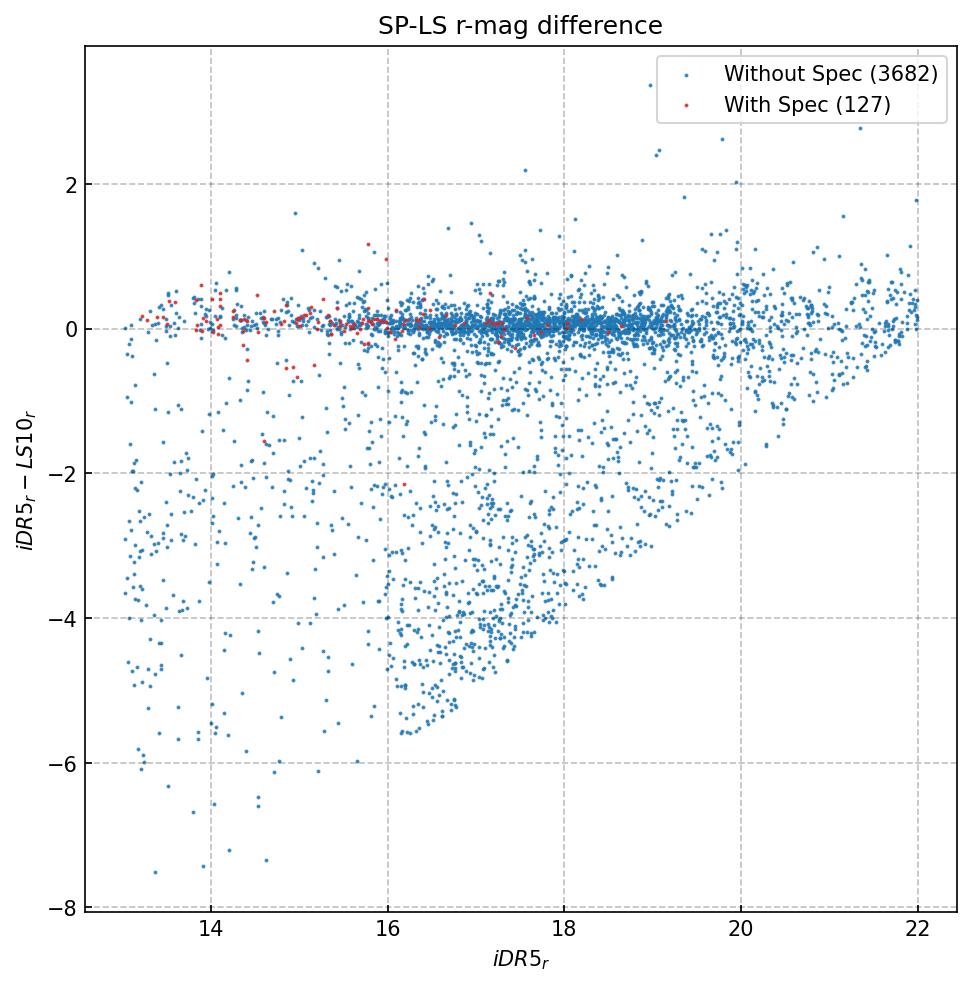 SP-LS r-mag difference
Without Spec (3682)
With Spec (127)
2
0
−2
−4
−6
−8
iDR5r − LS10r
14 16 18 20 22
iDR5r